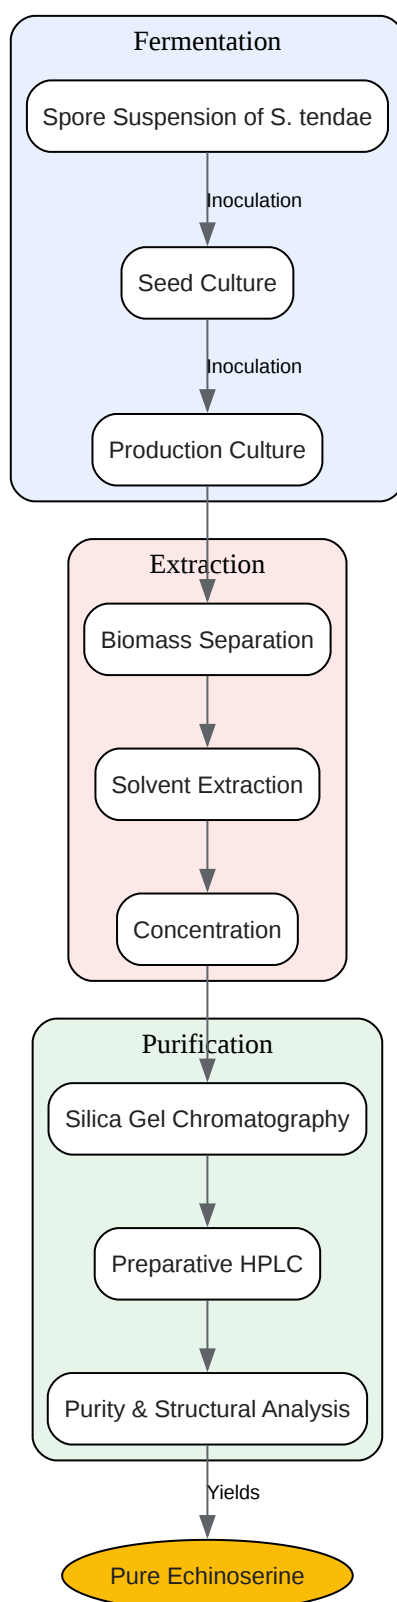 Fermentation
Spore Suspension of S. tendae
Inoculation
Seed Culture
Inoculation
Production Culture
Extraction
Biomass Separation
Solvent Extraction
Concentration
Purification
Silica Gel Chromatography
Preparative HPLC
Purity & Structural Analysis
Yields
Pure Echinoserine